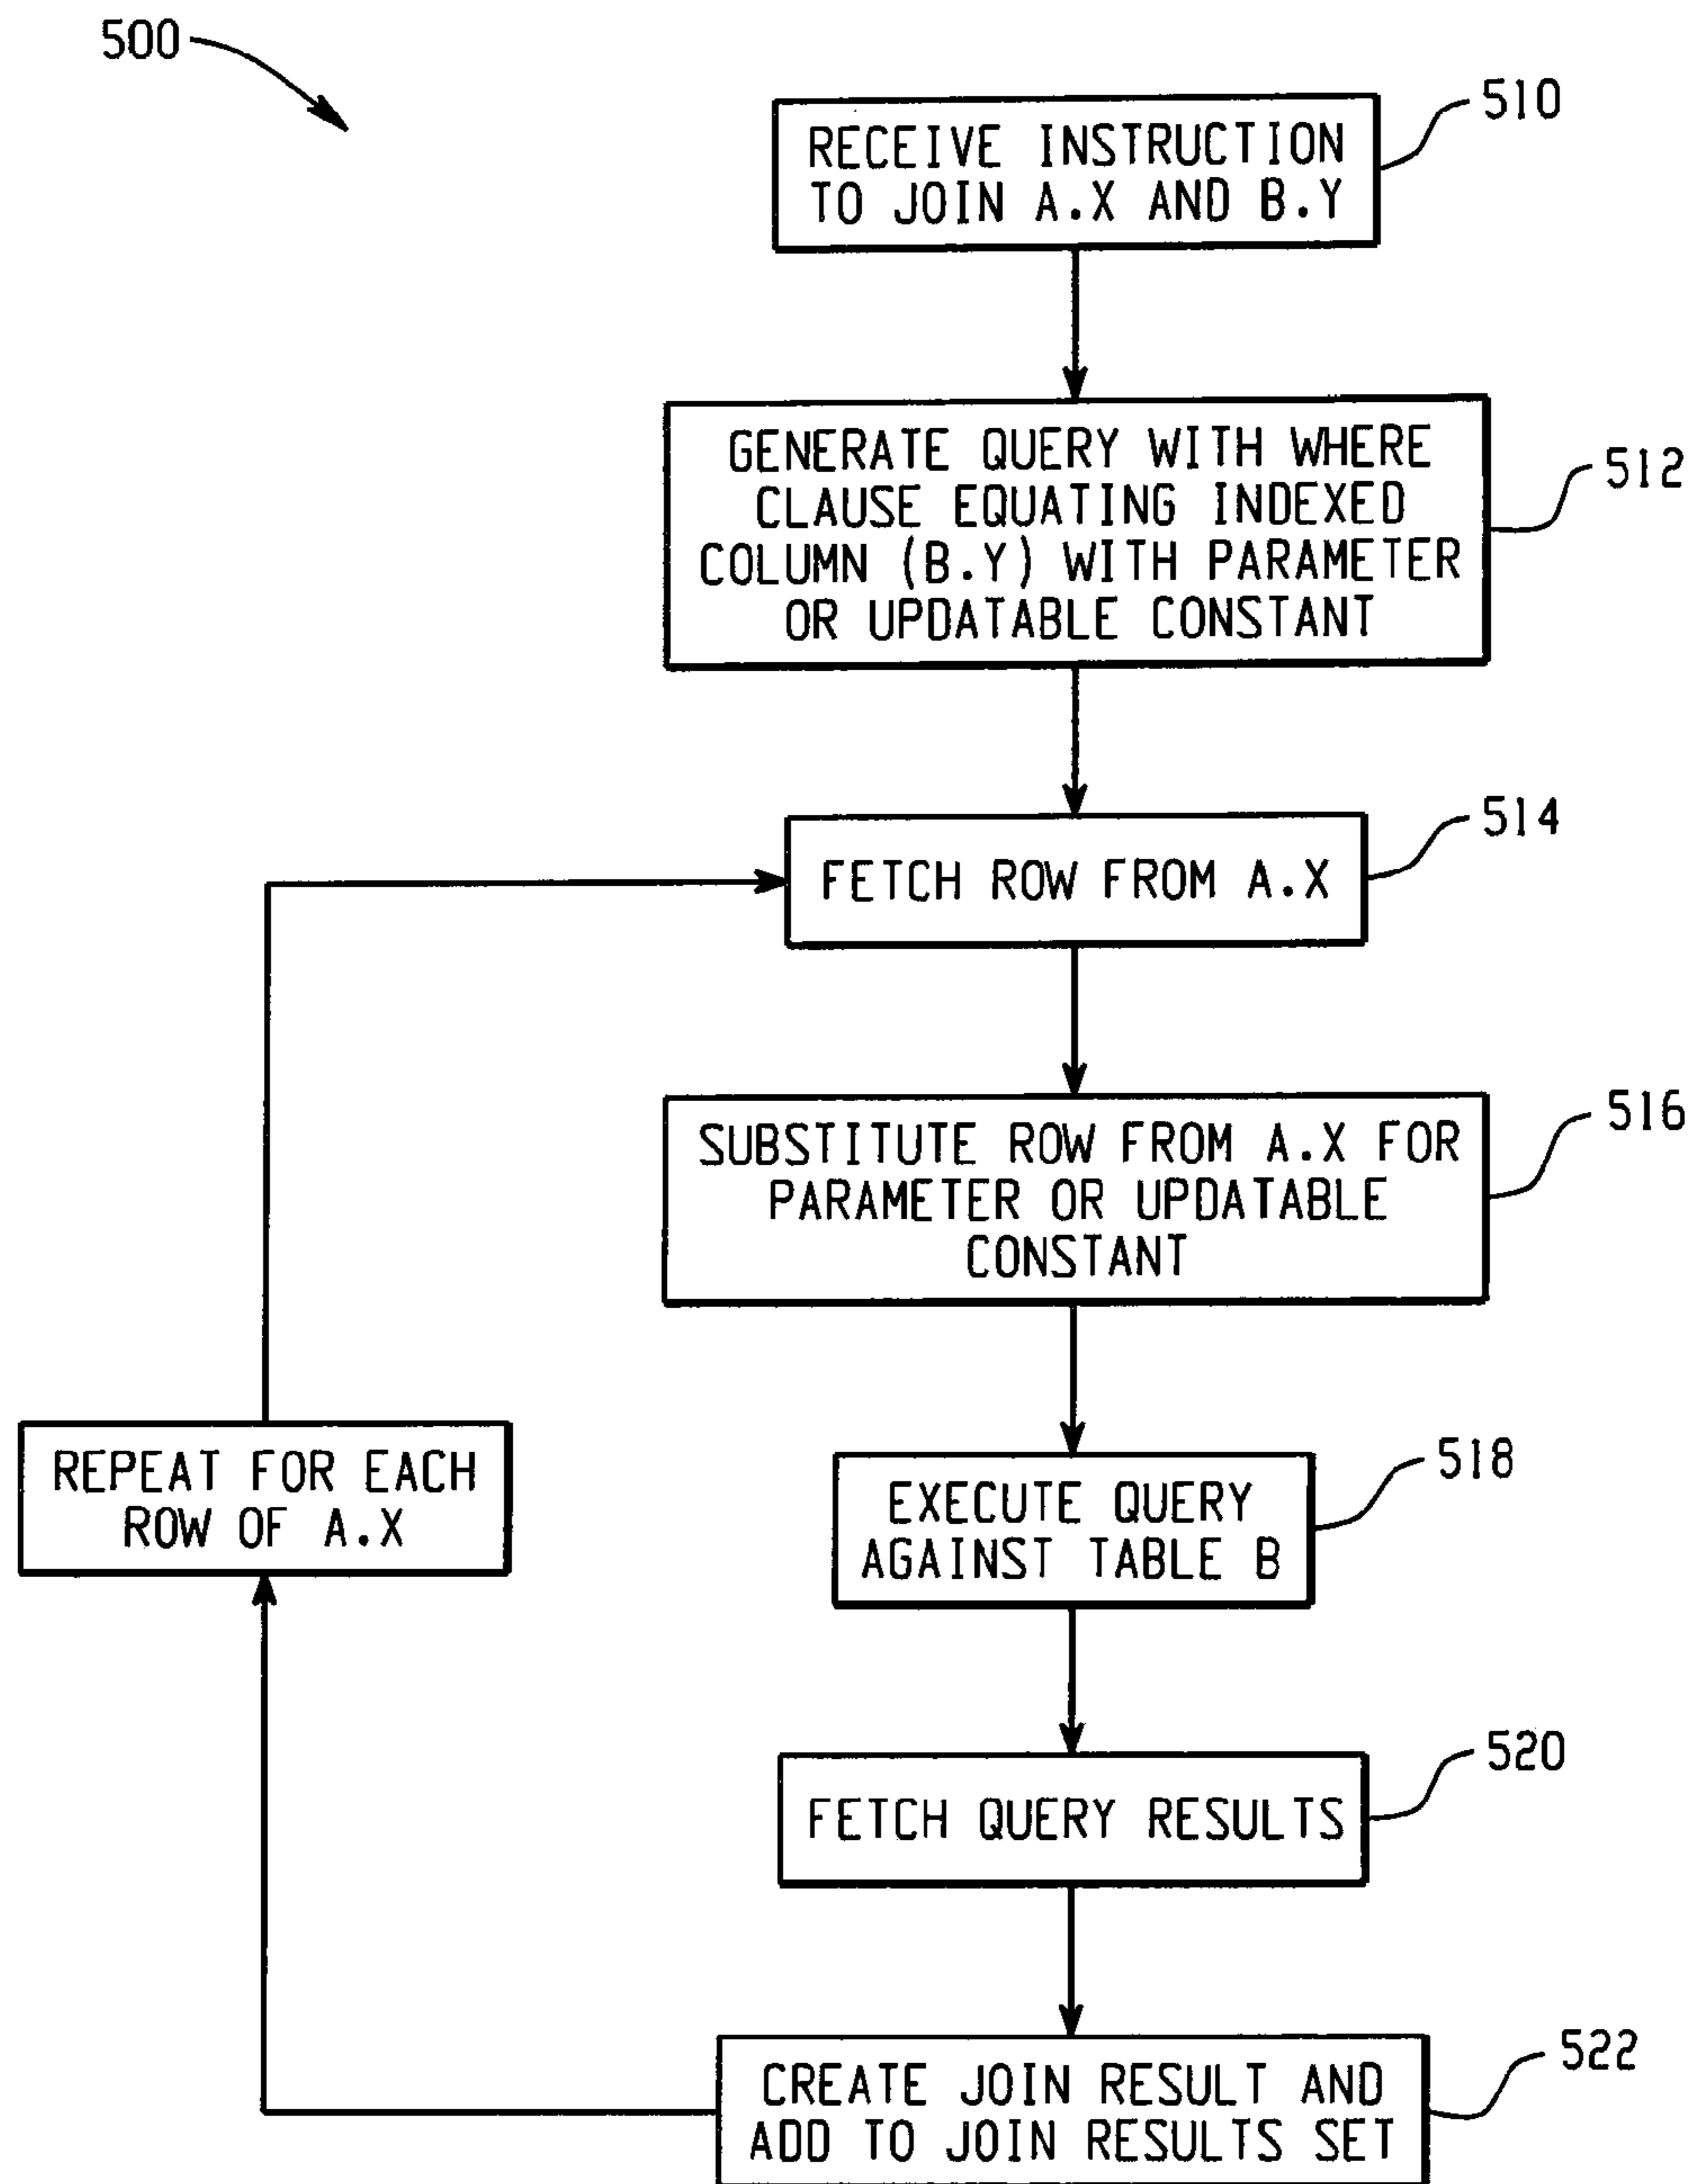 500
RECEIVE INSTRUCTION
TO JOIN A.X AND B.Y
510
GENERATE QUERY WITH WHERE
CLAUSE EQUATING INDEXED
COLUMN (B.Y) WITH PARAMETER
OR UPDATABLE CONSTANT
512
FETCH ROW FROM A.X
514
SUBSTITUTE ROW FROM A.X FOR
PARAMETER OR UPDATABLE
CONSTANT
516
EXECUTE QUERY
AGAINST TABLE B
518
FETCH QUERY RESULTS
520
CREATE JOIN RESULT AND
ADD TO JOIN RESULTS SET
522
REPEAT FOR EACH
ROW OF A.X